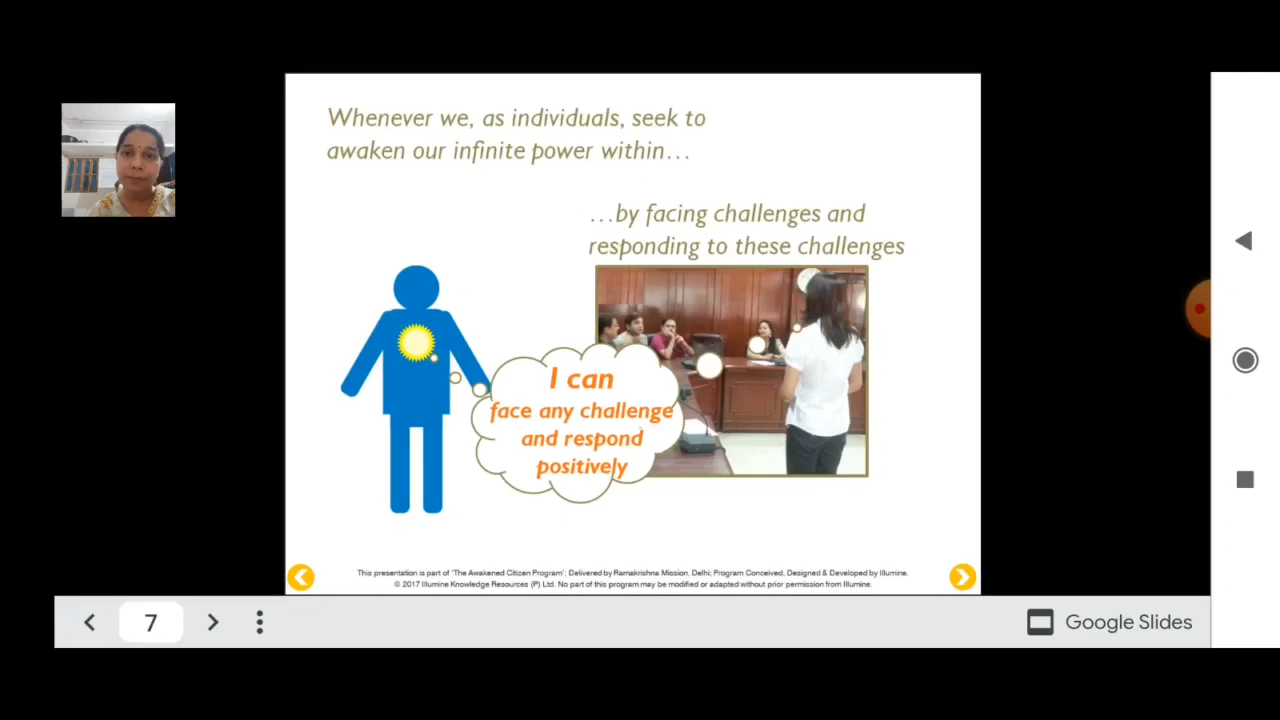 Whenever we, as individuals, seek to
awaken our infinite power within...
...by facing challenges and
responding to these challenges
I can
face any challenge
and respond
positively
This presentation is part of 'The Awakened Citizen Program'; Delivered by Ramakrishna Mission, Delhi; Program Conceived, Designed & Developed by Illumine.
© 2017 Illumine Knowledge Resources (P) Ltd. No part of this program may be modified or adapted without prior permission from Illumine.
7
Google Slides